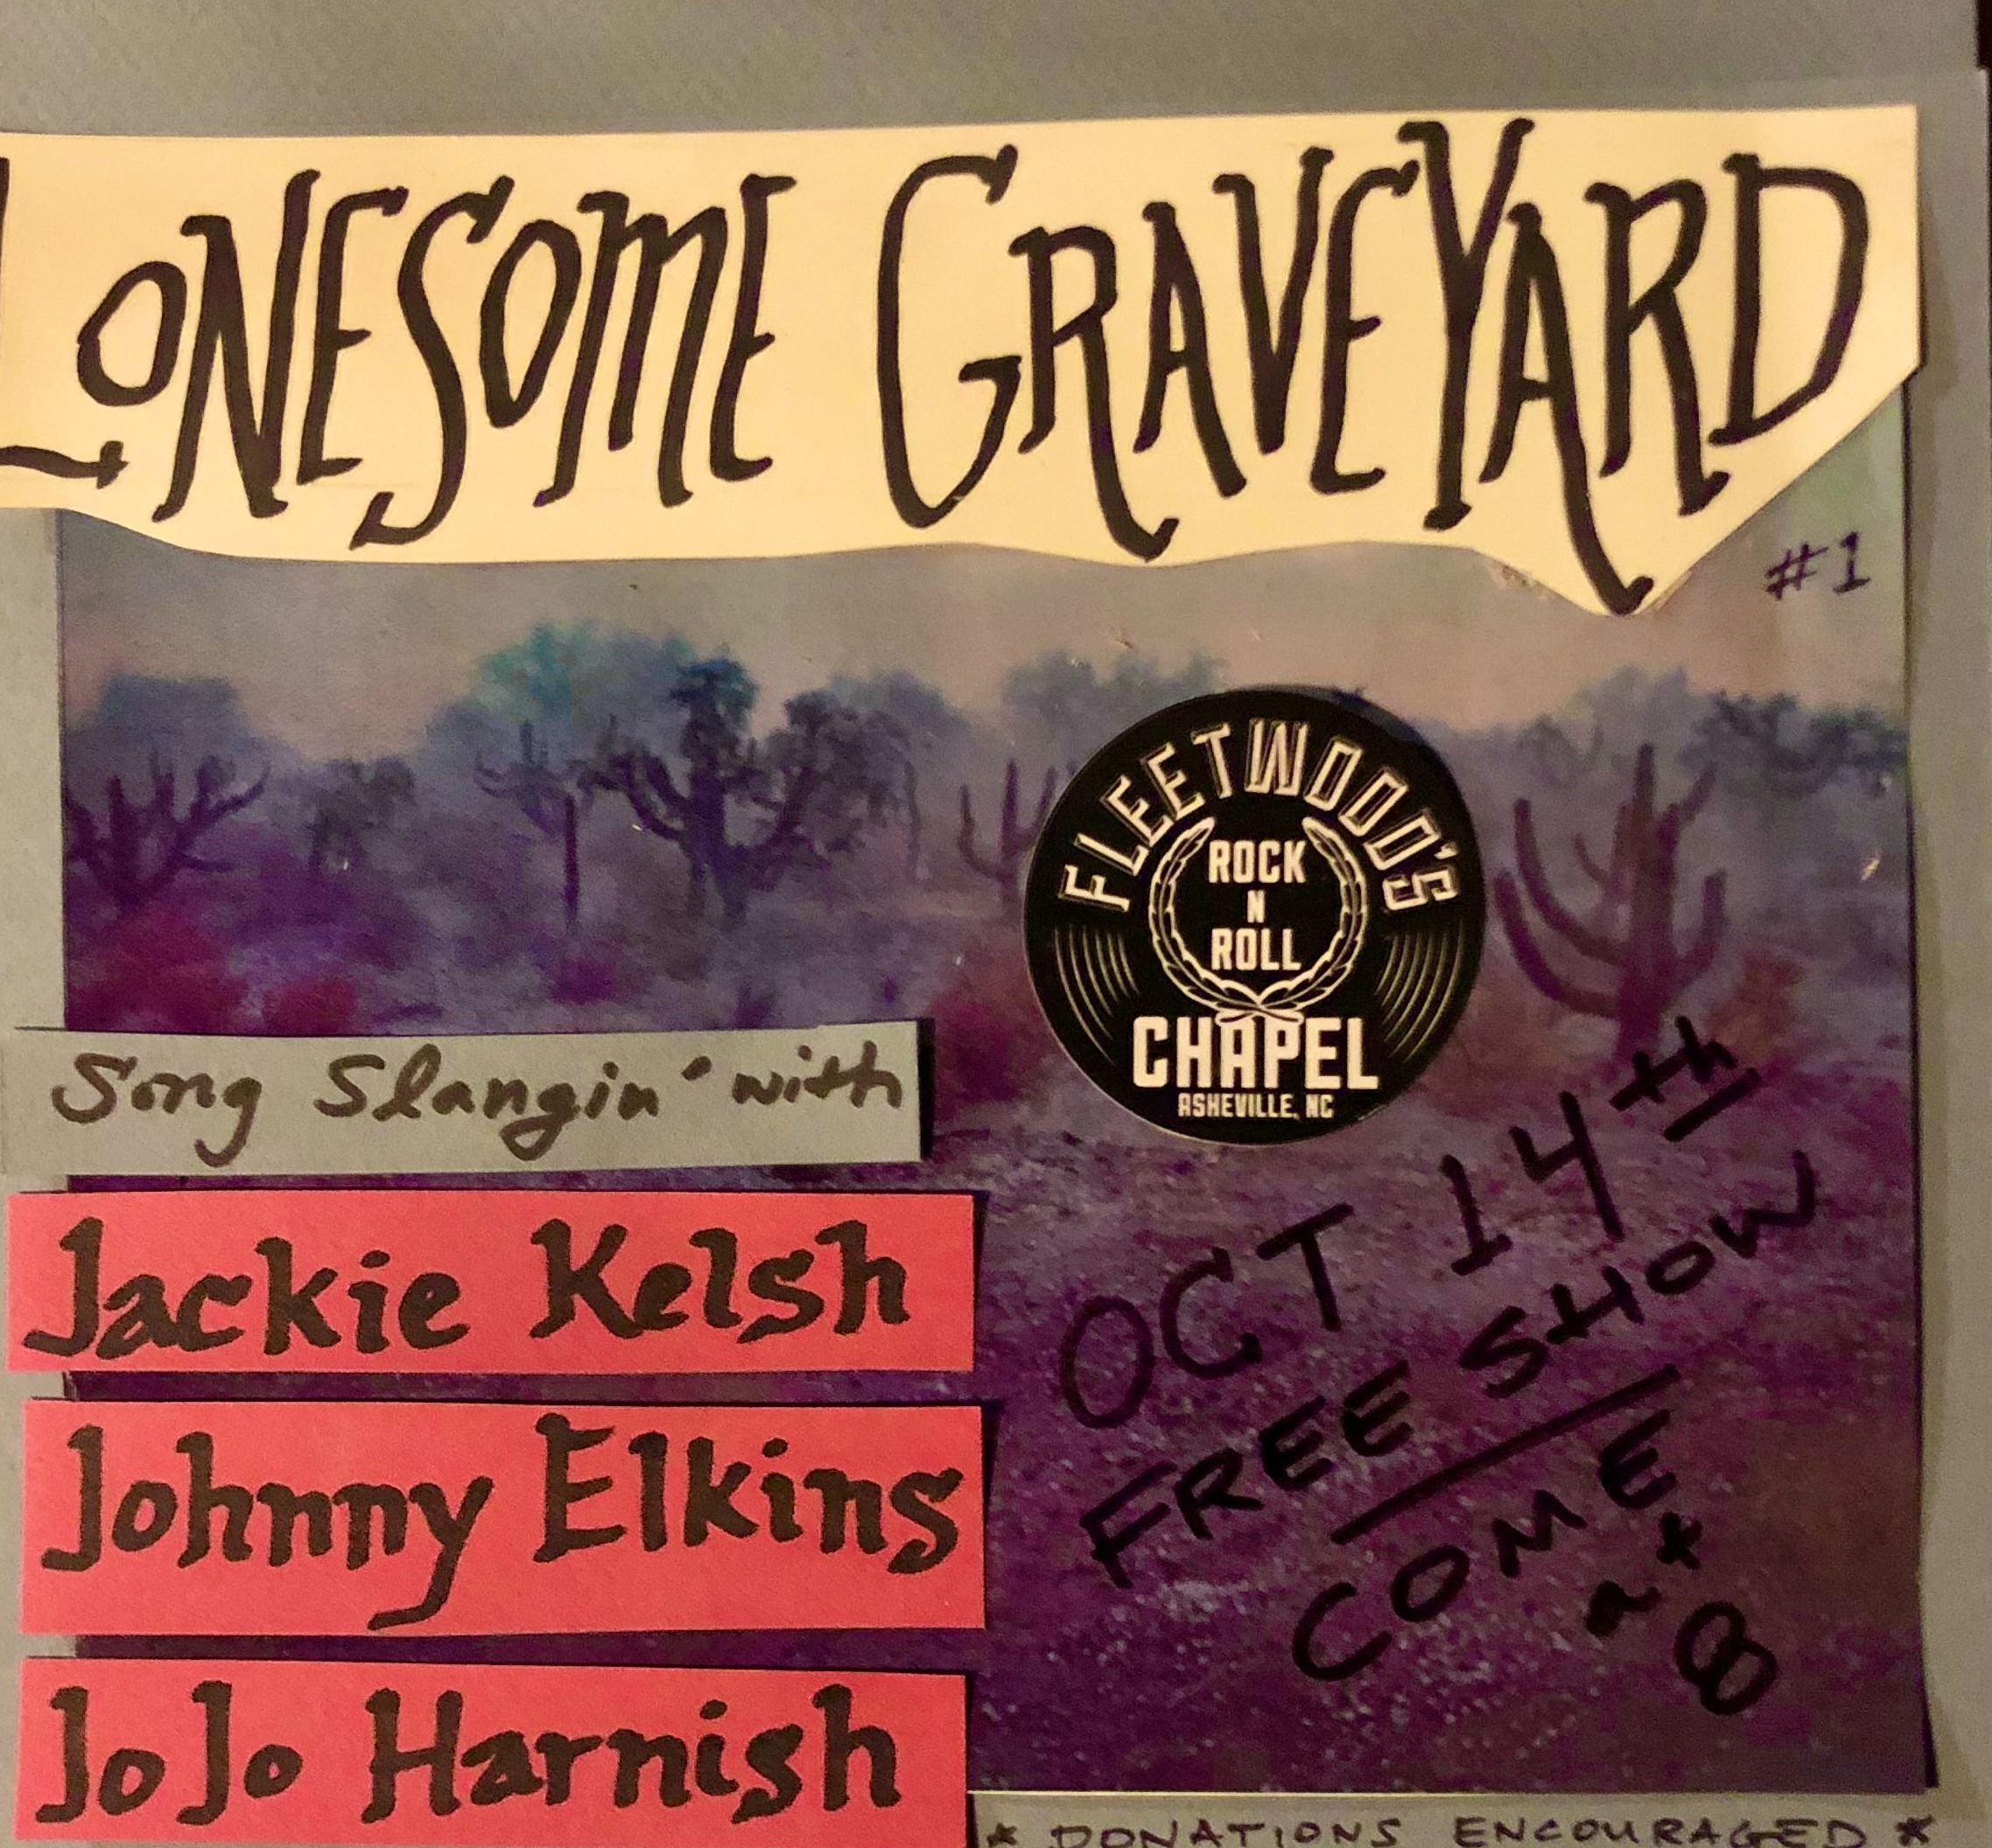 LONESOME GRAVEYARD
#1
FLEETWOOD'S
ROCK
N
ROLL
CHAPEL
ASHEVILLE, NC
Song Slangin' with
Jackie Kelsh
Johnny Elkins
JoJo Harnish
OCT 14th
FREE SHOW
COME
~ 8
* DONATIONS ENCOURAGED *